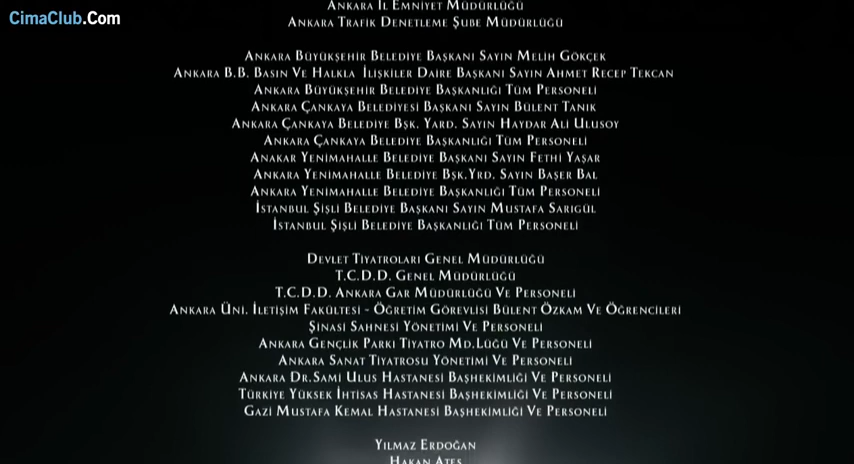 CimaClub.Com
Ankara İl Emniyet Müdürlüğü
Ankara Trafik Denetleme Şube Müdürlüğü
Ankara Büyükşehir Belediye Başkanı Sayın Melih Gökçek
Ankara B.B. Basın Ve Halkla İlişkiler Daire Başkanı Sayın Ahmet Recep Tekcan
Ankara Büyükşehir Belediye Başkanlığı Tüm Personeli
Ankara Çankaya Belediyesi Başkanı Sayın Bülent Tanık
Ankara Çankaya Belediye Bşk. Yard. Sayın Haydar Ali Ulusoy
Ankara Çankaya Belediye Başkanlığı Tüm Personeli
Anakar Yenimahalle Belediye Başkanı Sayın Fethi Yaşar
Ankara Yenimahalle Belediye Bşk.Yrd. Sayın Başer Bal
Ankara Yenimahalle Belediye Başkanlığı Tüm Personeli
İstanbul Şişli Belediye Başkanı Sayın Mustafa Sarıgül
İstanbul Şişli Belediye Başkanlığı Tüm Personeli
Devlet Tiyatroları Genel Müdürlüğü
T.C.D.D. Genel Müdürlüğü
T.C.D.D. Ankara Gar Müdürlüğü Ve Personeli
Ankara Üni. İletişim Fakültesi - Öğretim Görevlisi Bülent Özkam Ve Öğrencileri
Şinasi Sahnesi Yönetimi Ve Personeli
Ankara Gençlik Parkı Tiyatro Md.Lüğü Ve Personeli
Ankara Sanat Tiyatrosu Yönetimi Ve Personeli
Ankara Dr.Sami Ulus Hastanesi Başhekimliği Ve Personeli
Türkiye Yüksek İhtisas Hastanesi Başhekimliği Ve Personeli
Gazi Mustafa Kemal Hastanesi Başhekimliği Ve Personeli
Yılmaz Erdoğan
Hakan Ateş